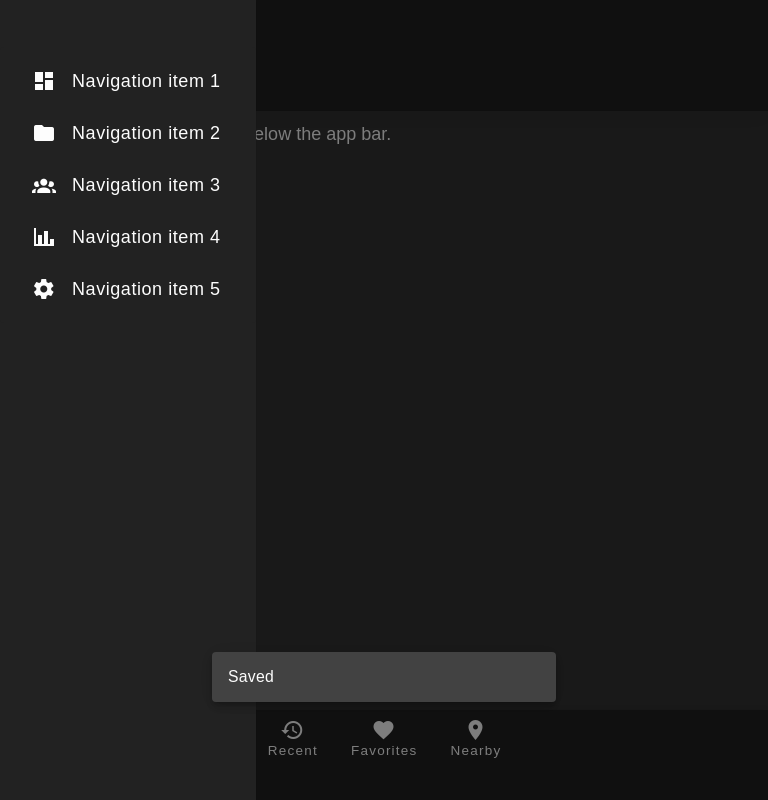 Navigation item 1
elow the app bar.
Navigation item 2
Navigation item 3
Navigation item 4
Navigation item 5
Saved
Recent
Favorites
Nearby